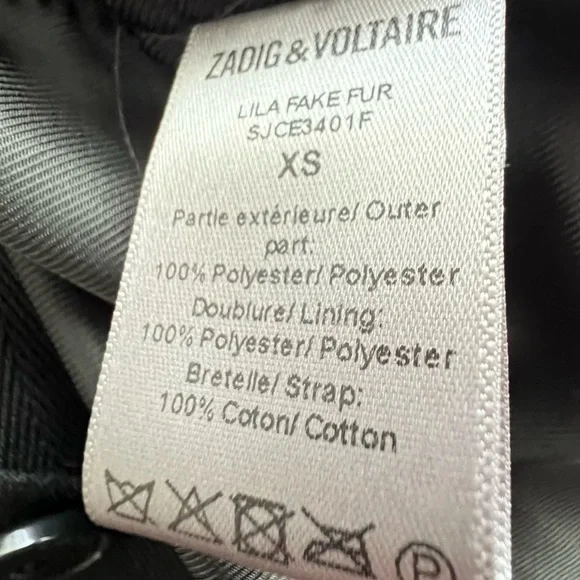 ZADIG & VOLTAIRE
LILA FAKE FUR
SJCE3401F
XS
Partie extérieure/ Outer
part:
100% Polyester/ Polyester
Doublure/ Lining:
100% Polyester/ Polyester
Bretelle/ Strap:
100% Coton/ Cotton
P